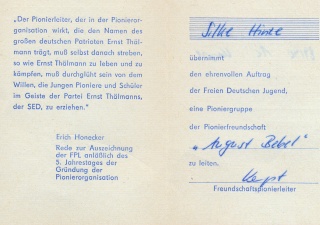 „Der Pionierleiter, der in der Pionieror-
ganisation wirkt, die den Namen des
großen deutschen Patrioten Ernst Thäl-
mann trägt, muß selbst danach streben,
so wie Ernst Thälmann zu leben und zu
kämpfen, muß durchglüht sein von dem
Willen, die Jungen Pioniere und Schüler
im Geiste der Partei Ernst Thälmanns,
der SED, zu erziehen."
Erich Honecker
Rede zur Auszeichnung
der FPL anläßlich des
5. Jahrestages der
Gründung der
Pionierorganisation
Silke
übernimmt
den ehrenvollen Auftrag
der Freien Deutschen Jugend,
eine Pioniergruppe
der Pionierfreundschaft
„August Bebel"
zu leiten.
Freundschaftspionierleiter